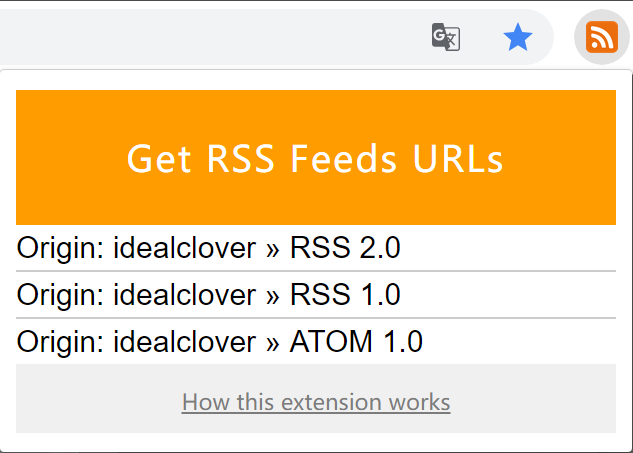 Get RSS Feeds URLs
Origin: idealclover » RSS 2.0
Origin: idealclover » RSS 1.0
Origin: idealclover » ATOM 1.0
How this extension works